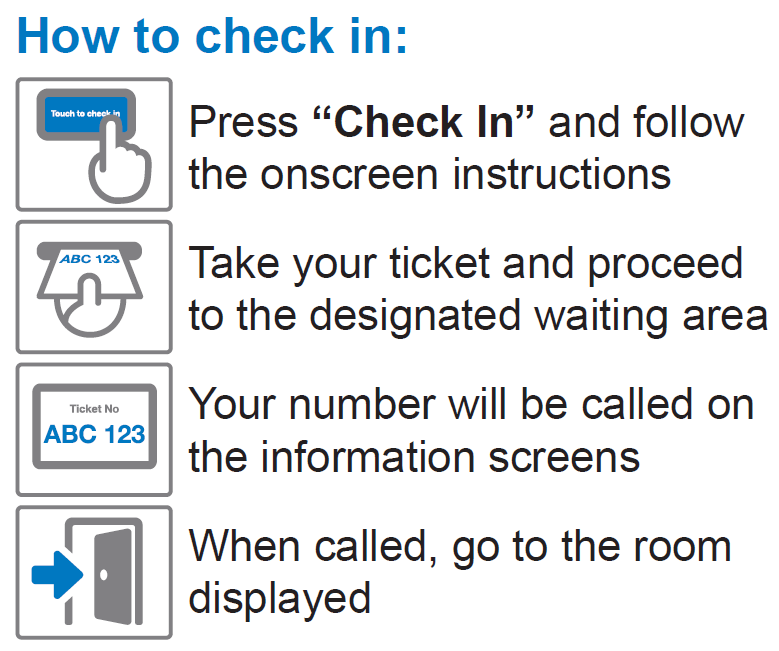 How to check in:
Touch to check in
Press “Check In” and follow
the onscreen instructions
ABC 123
Take your ticket and proceed
to the designated waiting area
Ticket No
ABC 123
Your number will be called on
the information screens
When called, go to the room
displayed